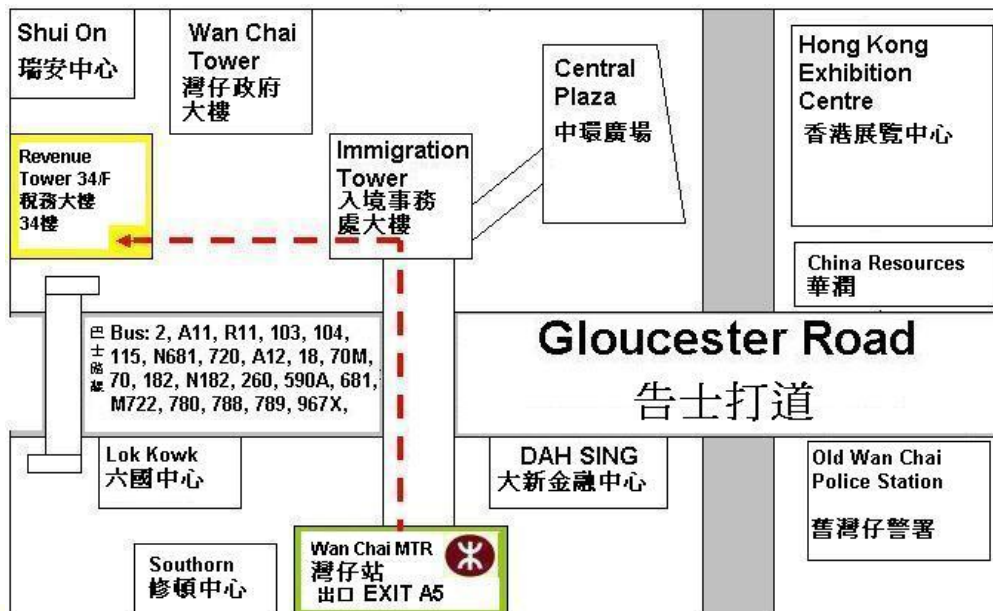 Shui On
瑞安中心
Wan Chai
Tower
灣仔政府
大樓
Central
Plaza
中環廣場
Hong Kong
Exhibition
Centre
香港展覽中心
Revenue
Tower 34/F
稅務大樓
34樓
Immigration
Tower
入境事務
處大樓
China Resources
華潤
巴士路線
Bus: 2, A11, R11, 103, 104,
115, N681, 720, A12, 18, 70M,
70, 182, N182, 260, 590A, 681,
M722, 780, 788, 789, 967X,
Gloucester Road
告士打道
Lok Kowk
六國中心
DAH SING
大新金融中心
Old Wan Chai
Police Station
舊灣仔警署
Southorn
修頓中心
Wan Chai MTR
灣仔站
出口 EXIT A5